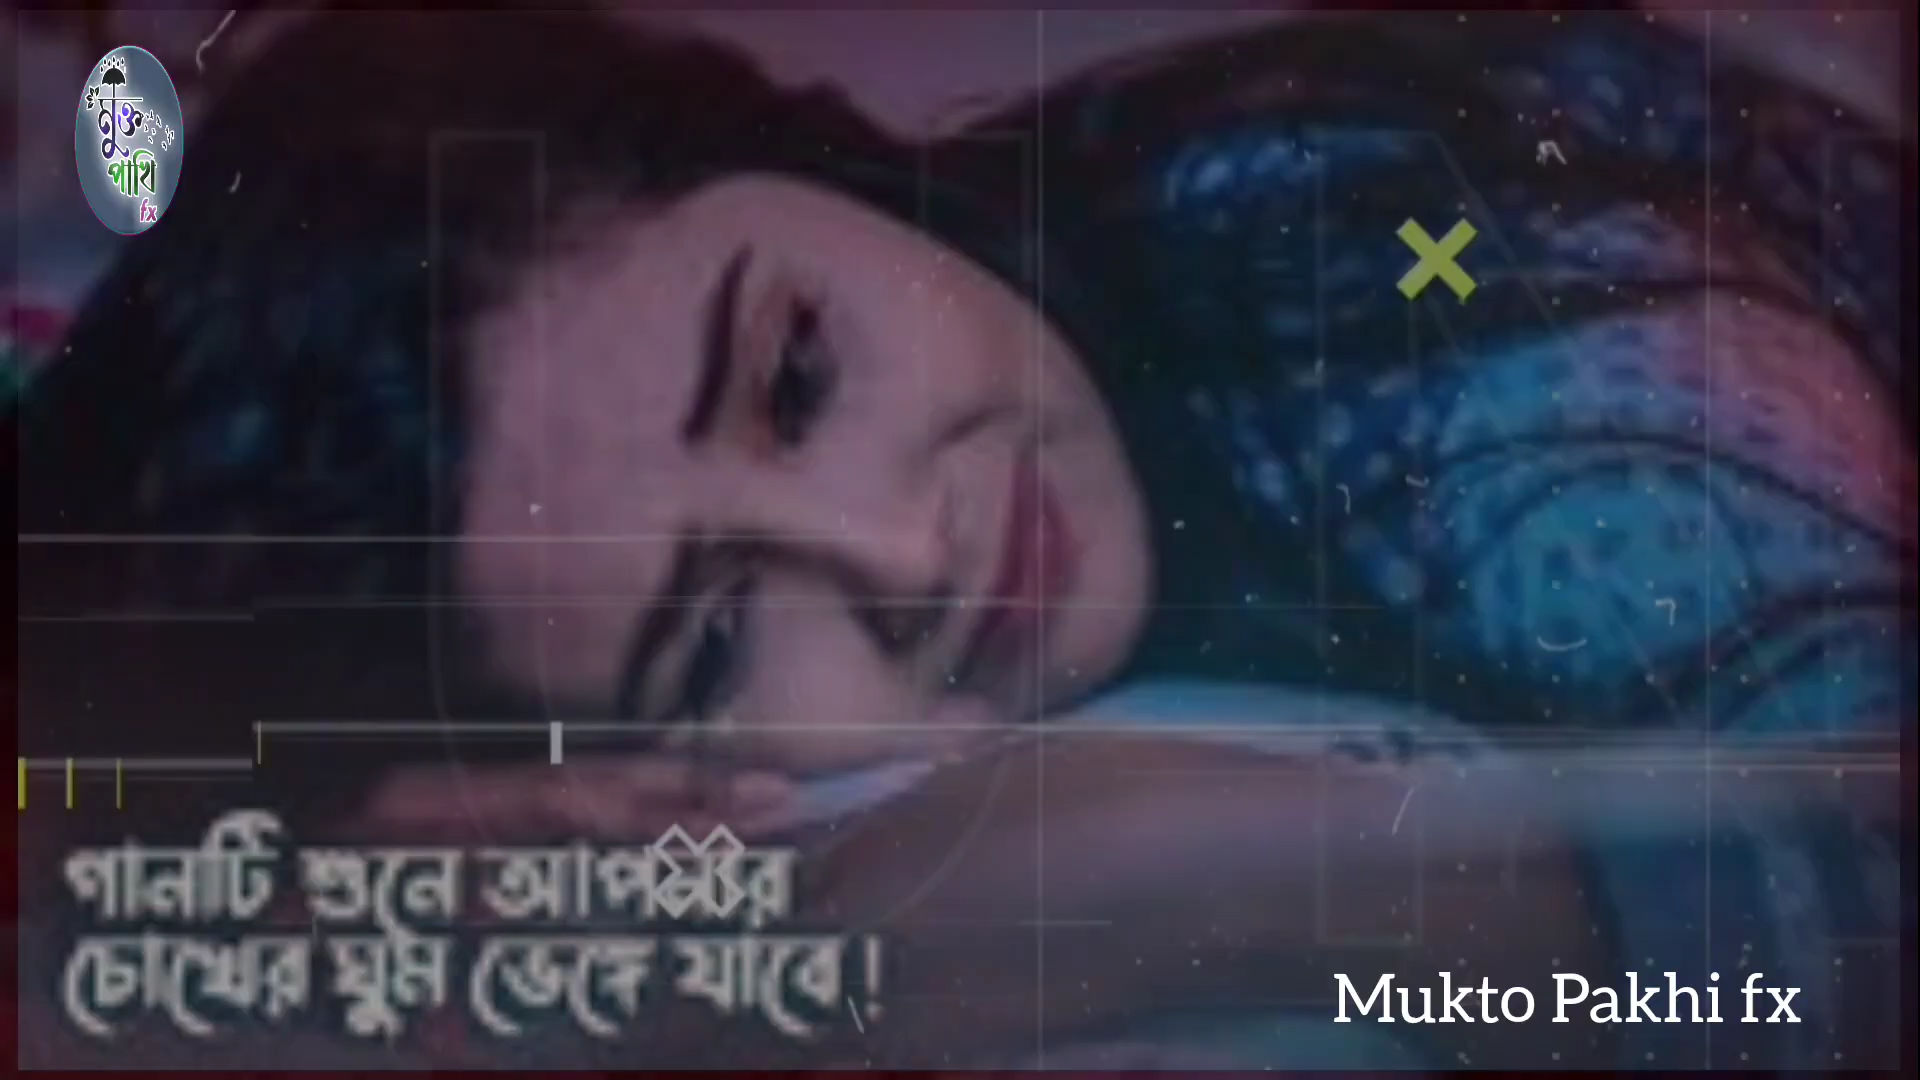 মুক্ত
পাখি
fx
গানটি শুনে আপনার
চোখের ঘুম ভেঙ্গে যাবে !
Mukto Pakhi fx